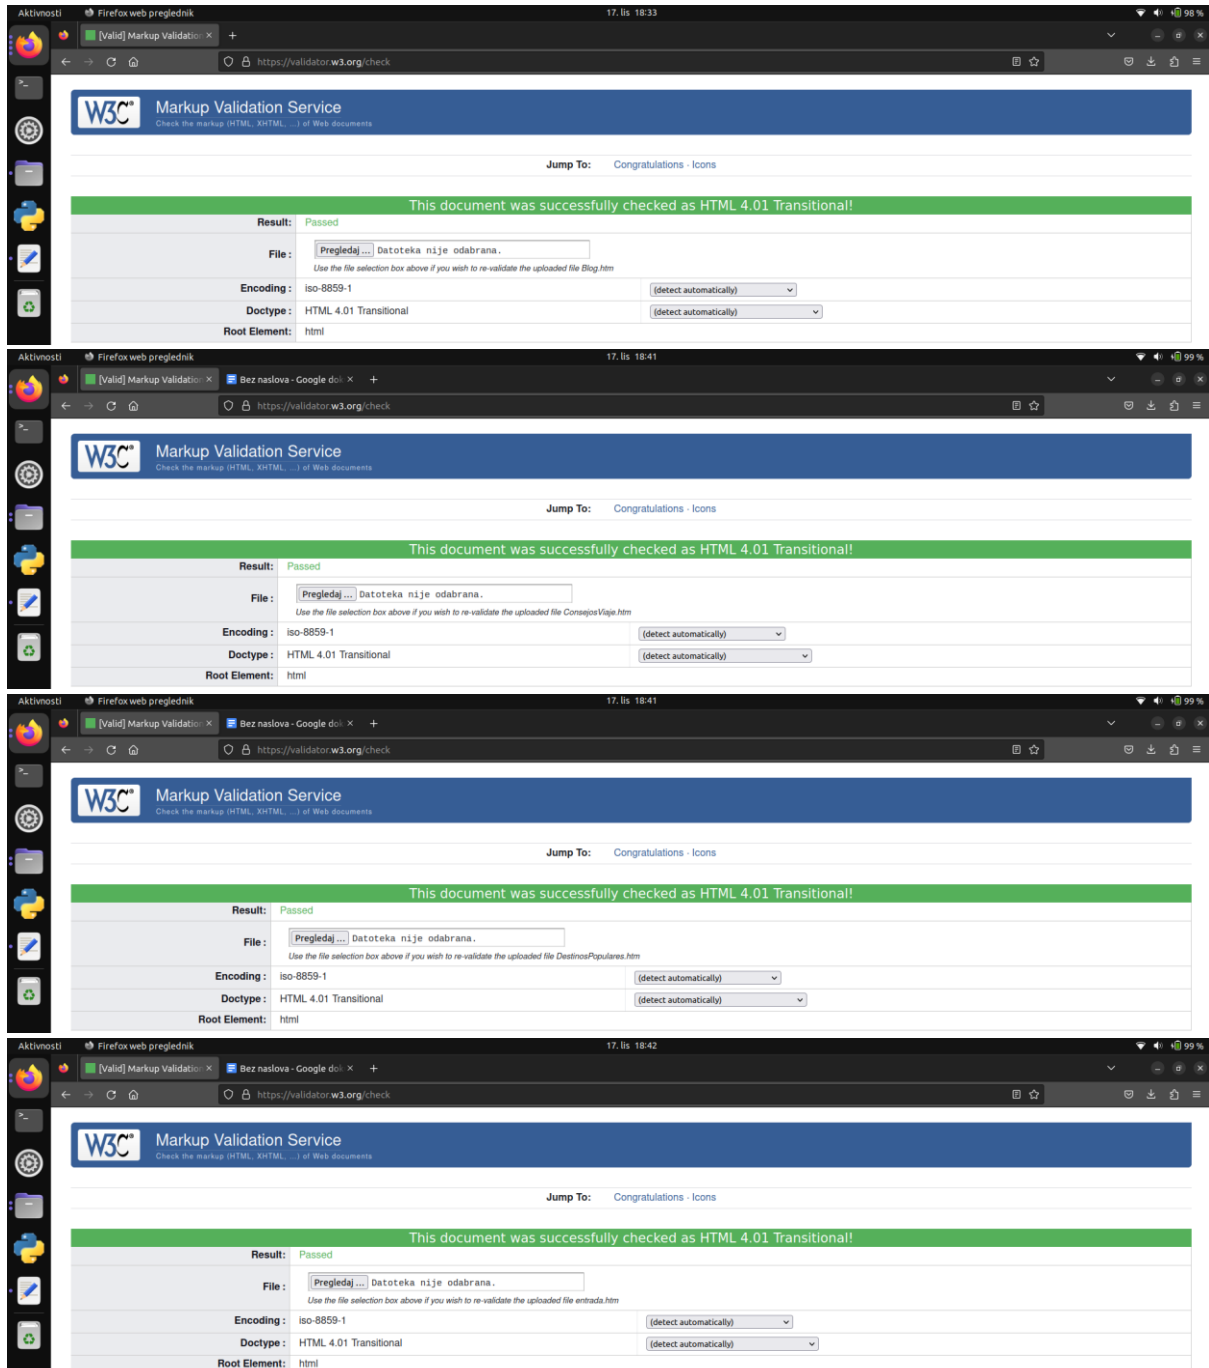 Aktivnosti Firefox web preglednik 17. lis 18:33 98 %
[Valid] Markup Validation × +
https://validator.w3.org/check
W3C® Markup Validation Service
Check the markup (HTML, XHTML, ...) of Web documents
Jump To: Congratulations · Icons
This document was successfully checked as HTML 4.01 Transitional!
Result: Passed
File : Pregledaj ... Datoteka nije odabrana.
Use the file selection box above if you wish to re-validate the uploaded file Blog.htm
Encoding : iso-8859-1 (detect automatically)
Doctype : HTML 4.01 Transitional (detect automatically)
Root Element: html
Aktivnosti Firefox web preglednik 17. lis 18:41 99 %
[Valid] Markup Validation × Bez naslova - Google dok × +
https://validator.w3.org/check
W3C® Markup Validation Service
Check the markup (HTML, XHTML, ...) of Web documents
Jump To: Congratulations · Icons
This document was successfully checked as HTML 4.01 Transitional!
Result: Passed
File : Pregledaj ... Datoteka nije odabrana.
Use the file selection box above if you wish to re-validate the uploaded file ConsejosViaje.htm
Encoding : iso-8859-1 (detect automatically)
Doctype : HTML 4.01 Transitional (detect automatically)
Root Element: html
Aktivnosti Firefox web preglednik 17. lis 18:41 99 %
[Valid] Markup Validation × Bez naslova - Google dok × +
https://validator.w3.org/check
W3C® Markup Validation Service
Check the markup (HTML, XHTML, ...) of Web documents
Jump To: Congratulations · Icons
This document was successfully checked as HTML 4.01 Transitional!
Result: Passed
File : Pregledaj ... Datoteka nije odabrana.
Use the file selection box above if you wish to re-validate the uploaded file DestinosPopulares.htm
Encoding : iso-8859-1 (detect automatically)
Doctype : HTML 4.01 Transitional (detect automatically)
Root Element: html
Aktivnosti Firefox web preglednik 17. lis 18:42 99 %
[Valid] Markup Validation × Bez naslova - Google dok × +
https://validator.w3.org/check
W3C® Markup Validation Service
Check the markup (HTML, XHTML, ...) of Web documents
Jump To: Congratulations · Icons
This document was successfully checked as HTML 4.01 Transitional!
Result: Passed
File : Pregledaj ... Datoteka nije odabrana.
Use the file selection box above if you wish to re-validate the uploaded file entrada.htm
Encoding : iso-8859-1 (detect automatically)
Doctype : HTML 4.01 Transitional (detect automatically)
Root Element: html